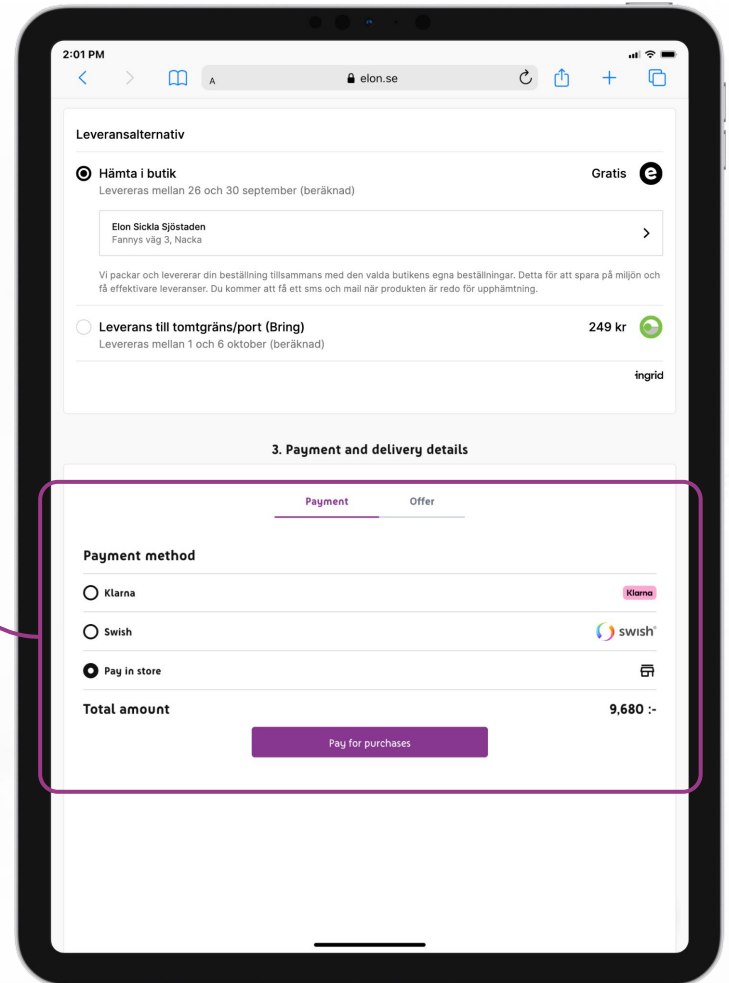 2:01 PM
A
elon.se
Leveransalternativ
Hämta i butik
Gratis
e
Levereras mellan 26 och 30 september (beräknad)
Elon Sickla Sjöstaden
Fannys väg 3, Nacka
Vi packar och levererar din beställning tillsammans med den valda butikens egna beställningar. Detta för att spara på miljön och
få effektivare leveranser. Du kommer att få ett sms och mail när produkten är redo för upphämtning.
Leverans till tomtgräns/port (Bring)
249 kr
Levereras mellan 1 och 6 oktober (beräknad)
ingrid
3. Payment and delivery details
Payment Offer
Payment method
Klarna Klarna
Swish swish®
Pay in store
Total amount 9,680 :-
Pay for purchases